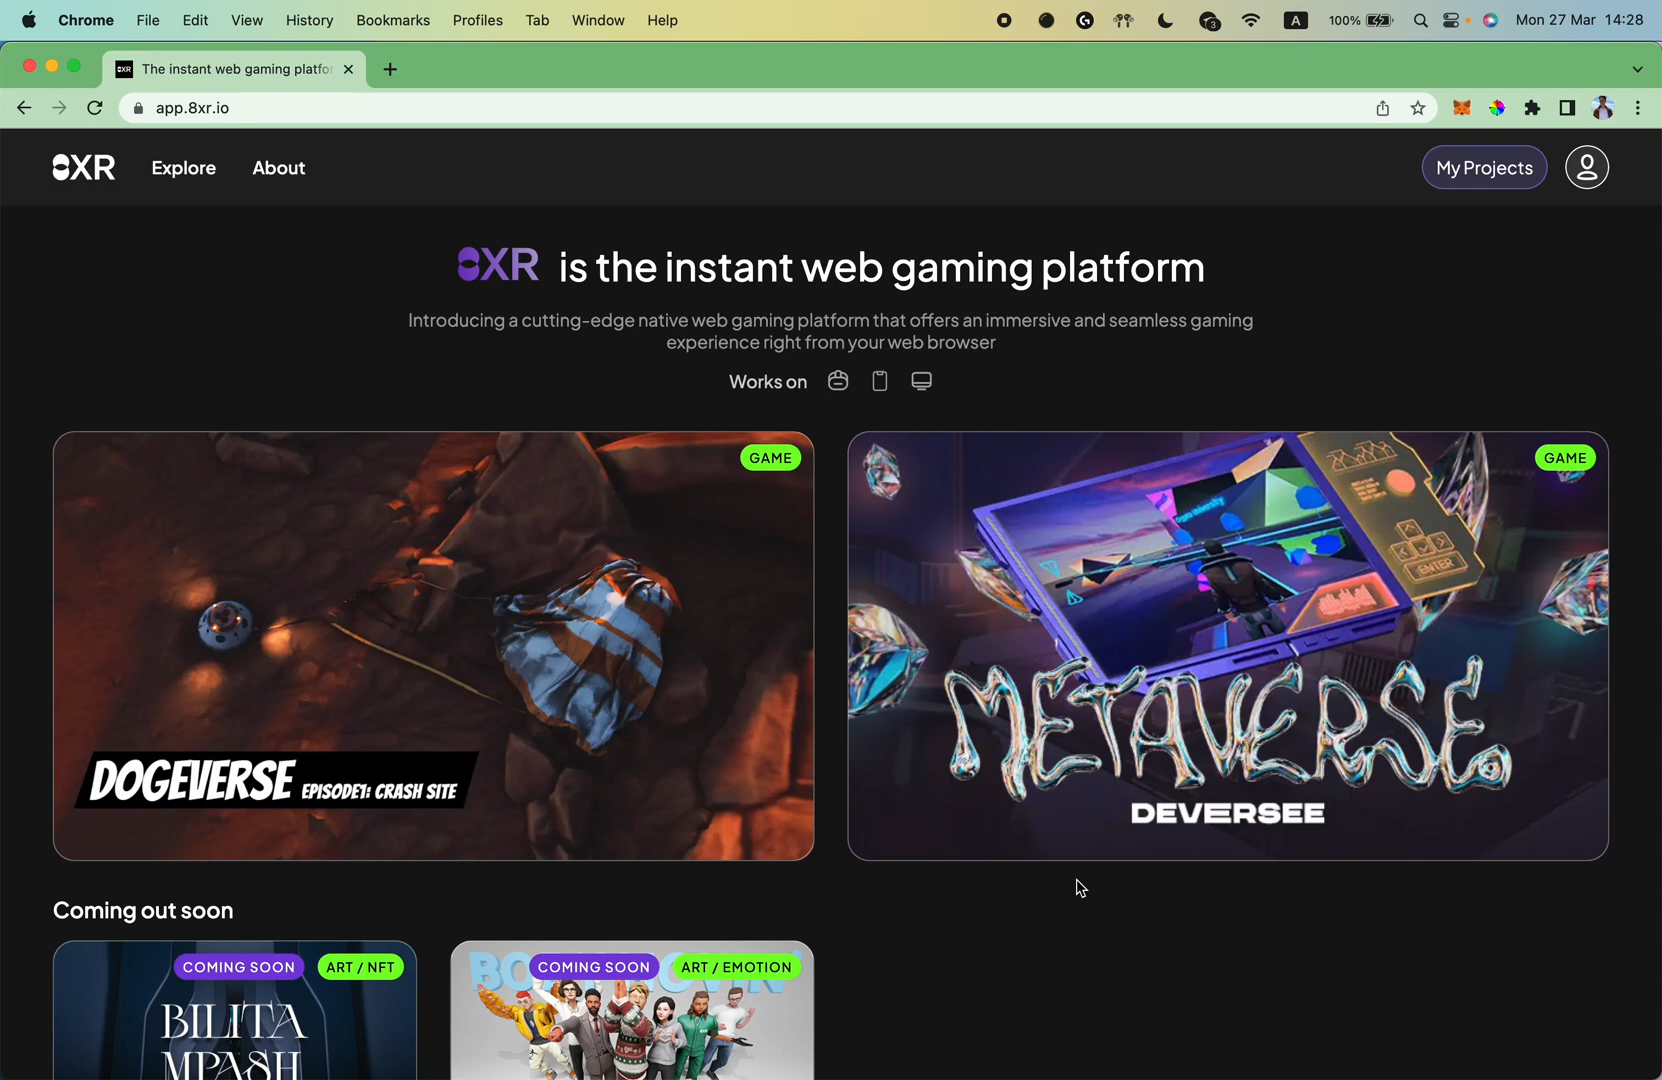 Chrome File Edit View History Bookmarks Profiles Tab Window Help 3 A 100% Mon 27 Mar 14:28
8XR The instant web gaming platfor
app.8xr.io
8XR Explore About My Projects
8XR is the instant web gaming platform
Introducing a cutting-edge native web gaming platform that offers an immersive and seamless gaming
experience right from your web browser
Works on
GAME
DOGEVERSE EPISODE1: CRASH SITE
GAME
ENTER
METAVERSE
DEVERSEE
Coming out soon
COMING SOON ART / NFT
BILITA
MPASH
COMING SOON ART / EMOTION